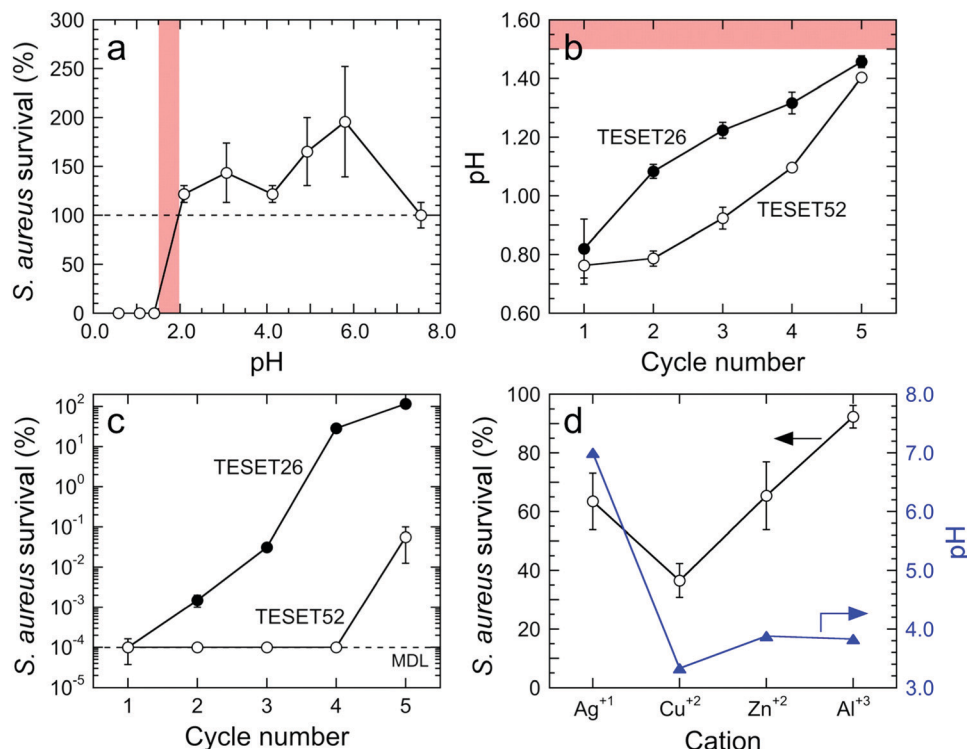 a
S. aureus survival (%)
300
250
200
150
100
50
0
0.0 2.0 4.0 6.0 8.0
pH
b
pH
1.60
1.40
1.20
1.00
0.80
0.60
TESET26
TESET52
1 2 3 4 5
Cycle number
c
S. aureus survival (%)
10²
10¹
10⁰
10⁻¹
10⁻²
10⁻³
10⁻⁴
10⁻⁵
TESET26
TESET52
MDL
1 2 3 4 5
Cycle number
d
S. aureus survival (%)
100
80
60
40
20
0
8.0
7.0
6.0
5.0
4.0
3.0
pH
Ag⁺¹ Cu⁺² Zn⁺² Al⁺³
Cation